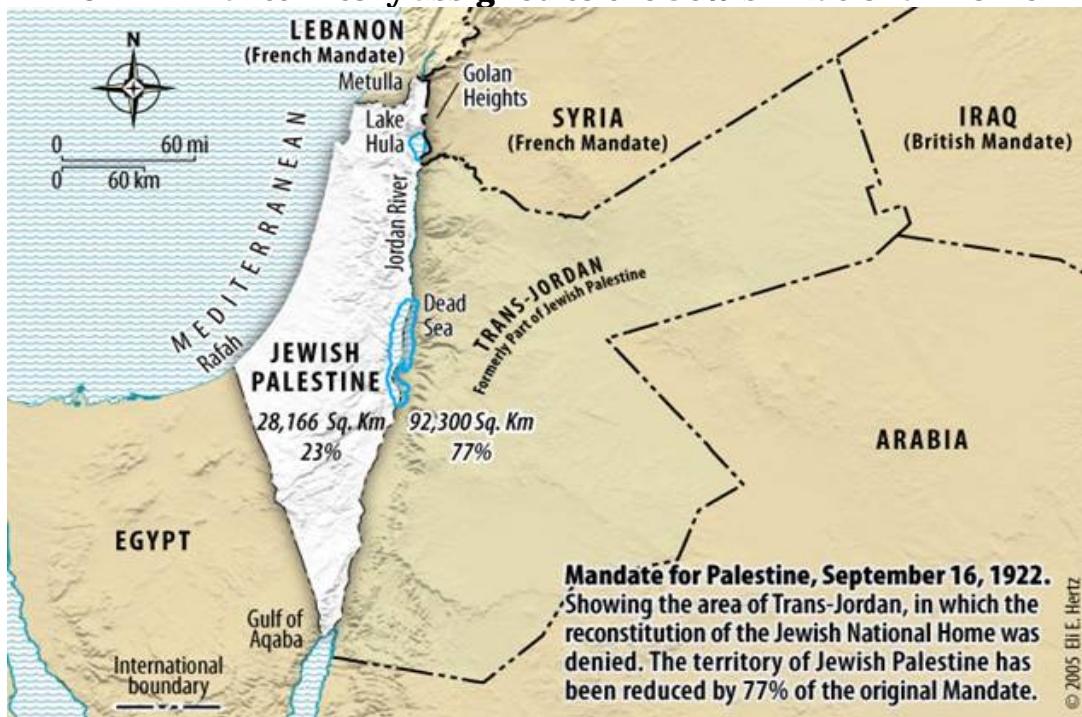 LEBANON
(French Mandate)
N
Metulla
Golan
Heights
SYRIA
(French Mandate)
IRAQ
(British Mandate)
Lake
Hula
0 60 mi
0 60 km
MEDITERRANEAN
Jordan River
TRANS-JORDAN
Formerly Part of Jewish Palestine
Dead
Sea
Rafah
JEWISH
PALESTINE
28,166 Sq. Km
23%
92,300 Sq. Km
77%
ARABIA
EGYPT
Gulf of
Aqaba
International
boundary
Mandate for Palestine, September 16, 1922.
Showing the area of Trans-Jordan, in which the
reconstitution of the Jewish National Home was
denied. The territory of Jewish Palestine has
been reduced by 77% of the original Mandate.
© 2005 Eli E. Hertz